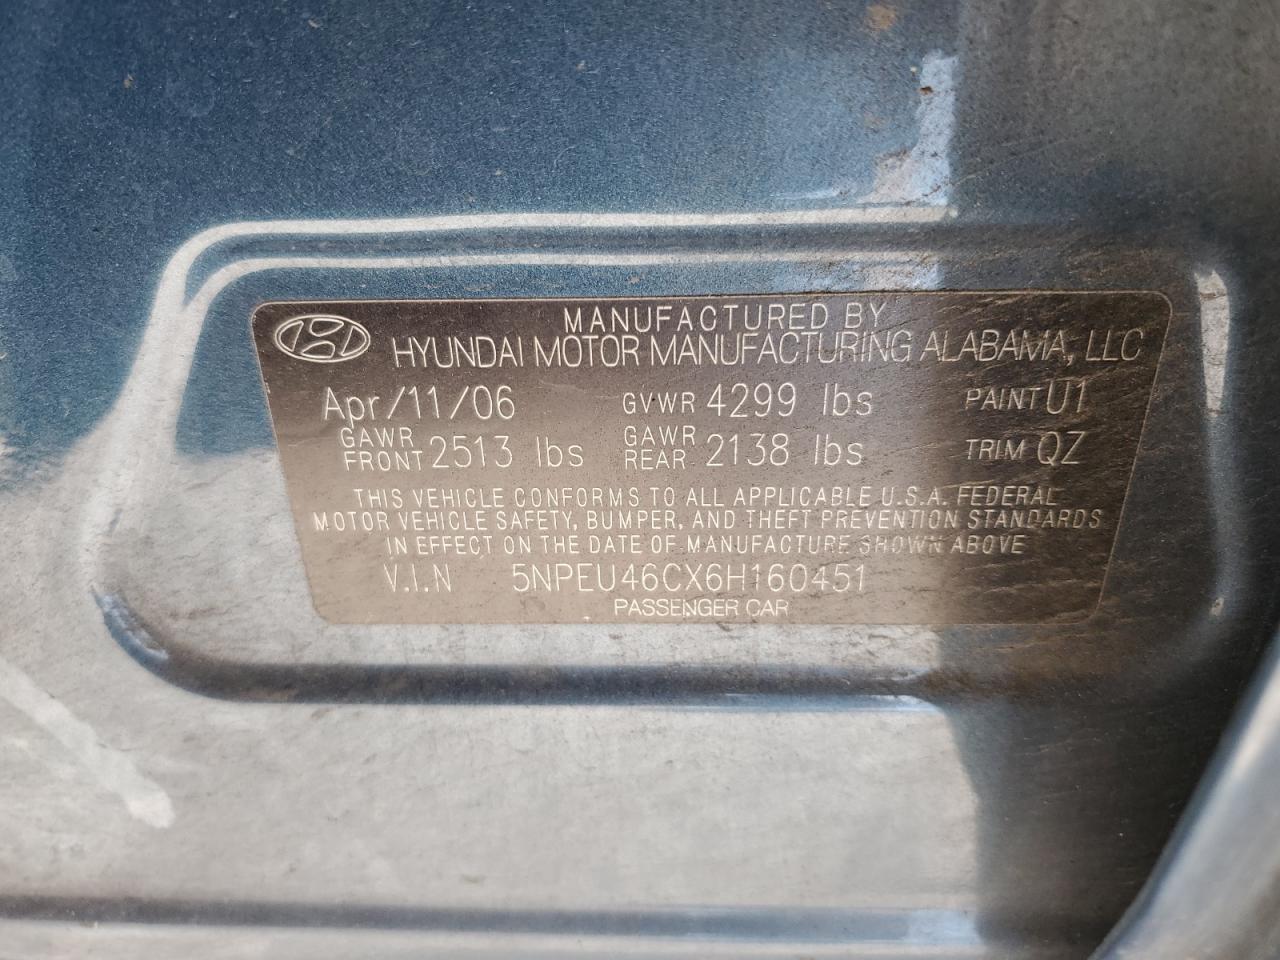 MANUFACTURED BY
HYUNDAI MOTOR MANUFACTURING ALABAMA, LLC
Apr/11/06 GVWR 4299 lbs PAINT U1
GAWR FRONT 2513 lbs GAWR REAR 2138 lbs TRIM QZ
THIS VEHICLE CONFORMS TO ALL APPLICABLE U.S.A. FEDERAL
MOTOR VEHICLE SAFETY, BUMPER, AND THEFT PREVENTION STANDARDS
IN EFFECT ON THE DATE OF MANUFACTURE SHOWN ABOVE
V.I.N 5NPEU46CX6H160451
PASSENGER CAR